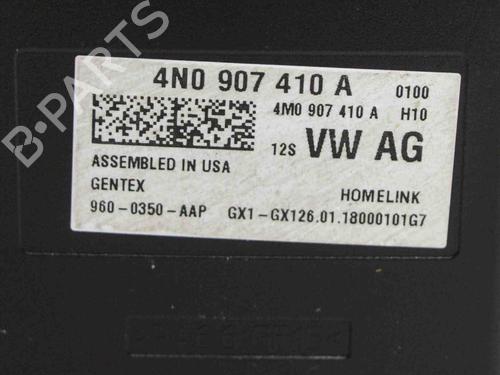 B-PARTS
4N0 907 410 A 0100
4M0 907 410 A H10
12S VW AG
ASSEMBLED IN USA
GENTEX HOMELINK
960-0350-AAP GX1-GX126.01.18000101G7